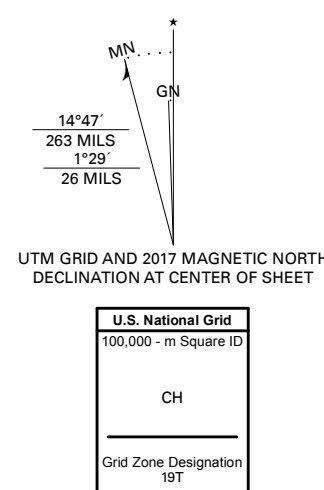 ★
MN
GN
14°47´
263 MILS
1°29´
26 MILS
UTM GRID AND 2017 MAGNETIC NORTH
DECLINATION AT CENTER OF SHEET
U.S. National Grid
100,000 - m Square ID
CH
Grid Zone Designation
19T